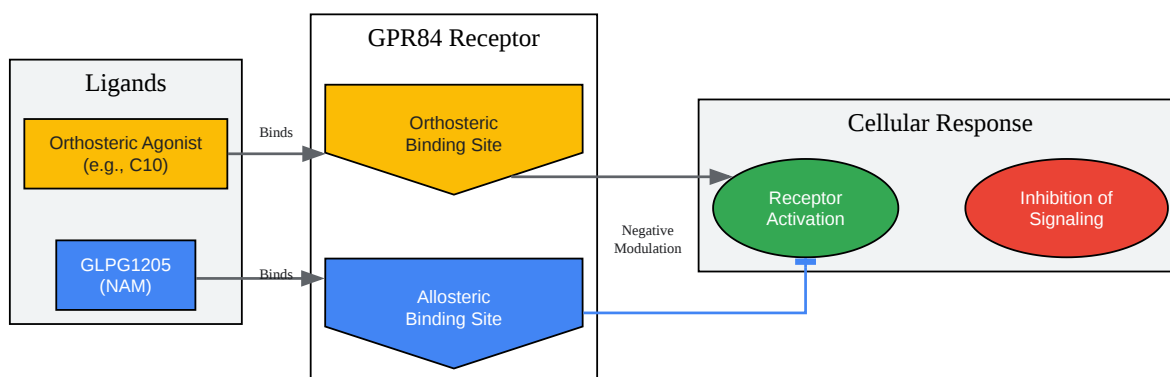 Ligands
Orthosteric Agonist
(e.g., C10)
GLPG1205
(NAM)
Binds
Binds
GPR84 Receptor
Orthosteric
Binding Site
Allosteric
Binding Site
Negative
Modulation
Cellular Response
Receptor
Activation
Inhibition of
Signaling